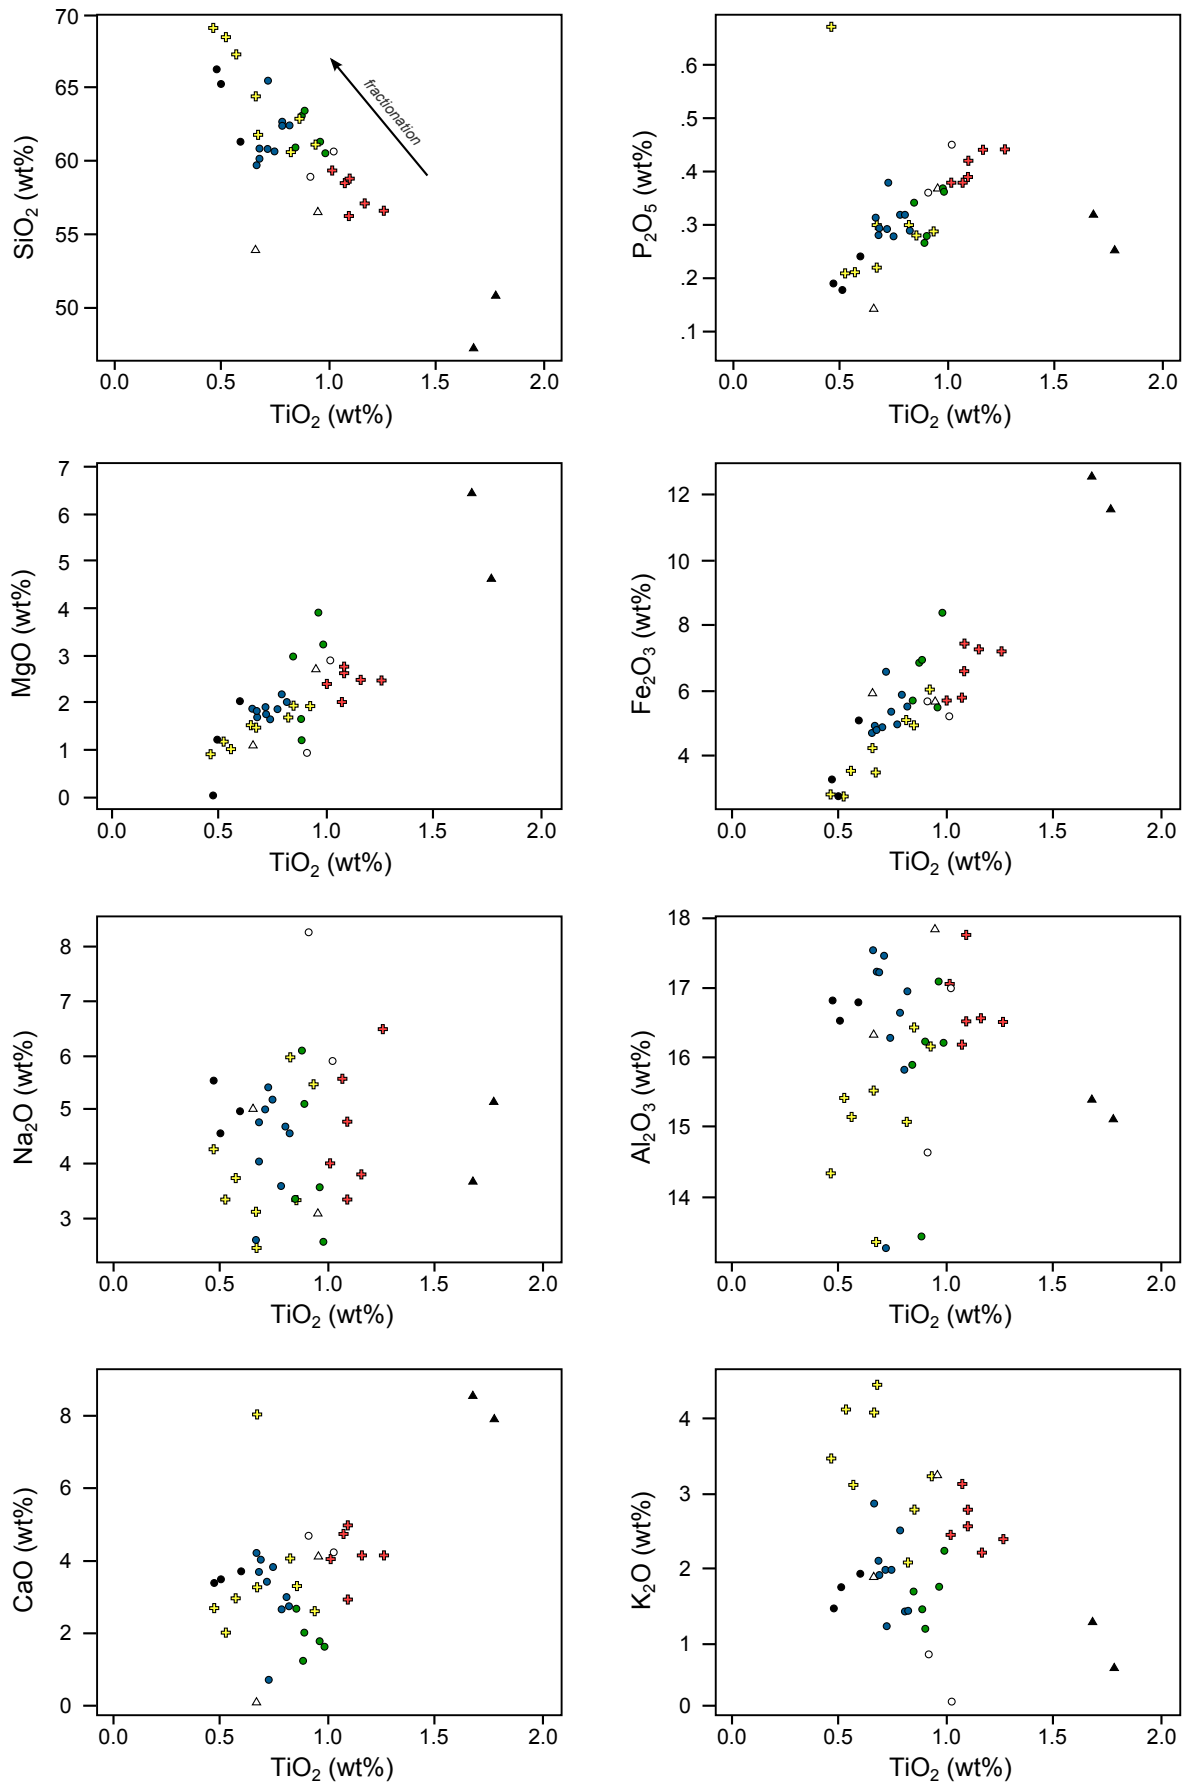 70
65
60
55
50
SiO₂ (wt%)
fractionation
0.0 0.5 1.0 1.5 2.0
TiO₂ (wt%)
.6
.5
.4
.3
.2
.1
P₂O₅ (wt%)
0.0 0.5 1.0 1.5 2.0
TiO₂ (wt%)
7
6
5
4
3
2
1
0
MgO (wt%)
0.0 0.5 1.0 1.5 2.0
TiO₂ (wt%)
12
10
8
6
4
Fe₂O₃ (wt%)
0.0 0.5 1.0 1.5 2.0
TiO₂ (wt%)
8
7
6
5
4
3
Na₂O (wt%)
0.0 0.5 1.0 1.5 2.0
TiO₂ (wt%)
18
17
16
15
14
Al₂O₃ (wt%)
0.0 0.5 1.0 1.5 2.0
TiO₂ (wt%)
8
6
4
2
0
CaO (wt%)
0.0 0.5 1.0 1.5 2.0
TiO₂ (wt%)
4
3
2
1
0
K₂O (wt%)
0.0 0.5 1.0 1.5 2.0
TiO₂ (wt%)